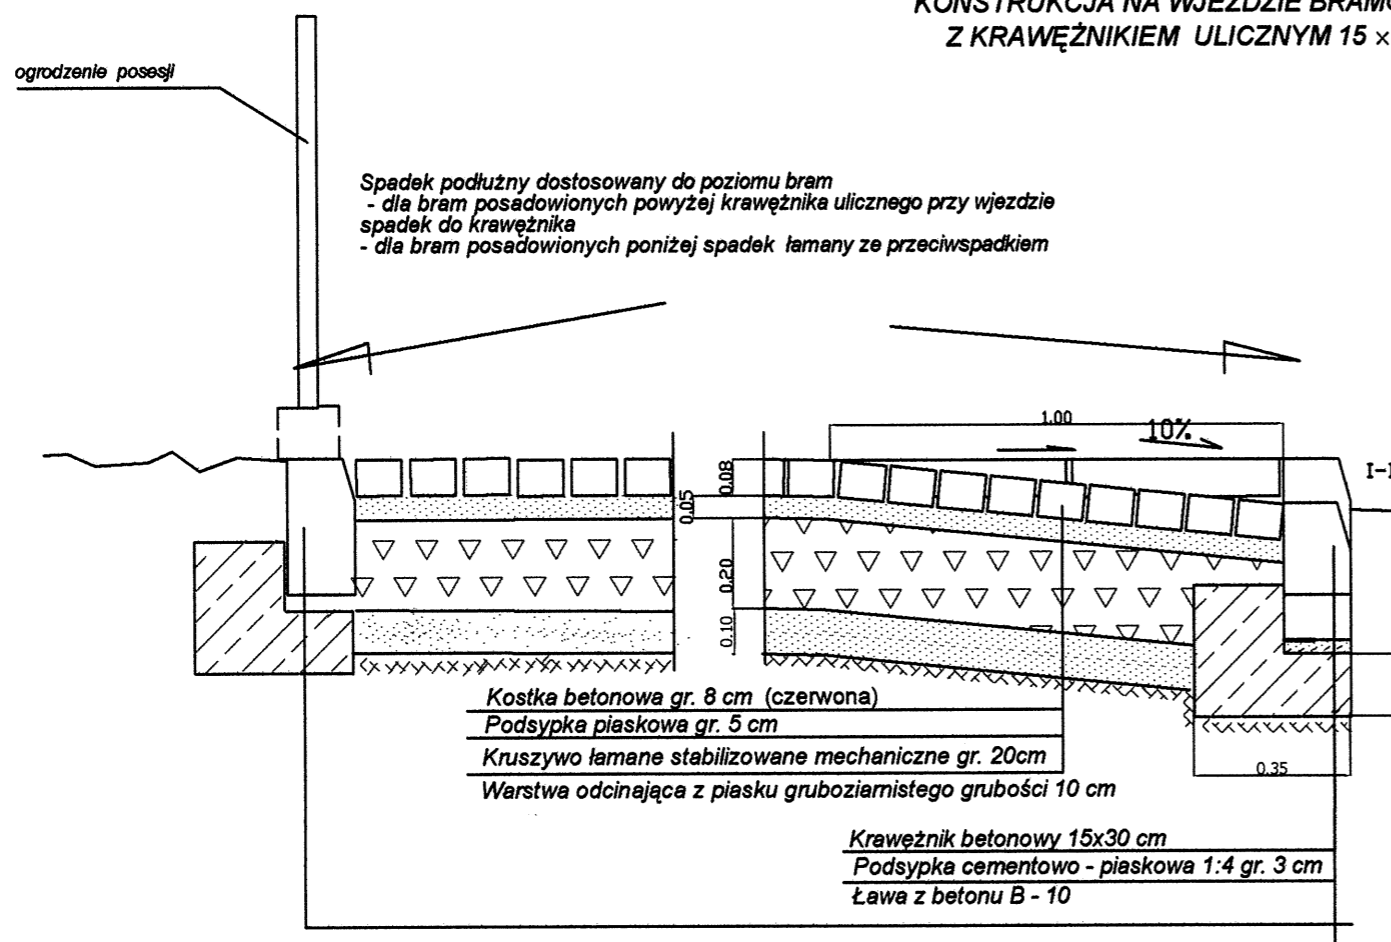 KONSTRUKCJA NA WJEŹDZIE
Z KRAWĘŻNIKIEM ULICZNYM 15 ×
ogrodzenie posesji
Spadek podłużny dostosowany do poziomu bram
- dla bram posadowionych powyżej krawężnika ulicznego przy wjezdzie
spadek do krawężnika
- dla bram posadowionych poniżej spadek łamany ze przeciwspadkiem
1.00
10%
0.08
0.05
0.20
0.10
0.35
Kostka betonowa gr. 8 cm (czerwona)
Podsypka piaskowa gr. 5 cm
Kruszywo łamane stabilizowane mechaniczne gr. 20cm
Warstwa odcinająca z piasku gruboziarnistego grubości 10 cm
Krawężnik betonowy 15x30 cm
Podsypka cementowo - piaskowa 1:4 gr. 3 cm
Ława z betonu B - 10